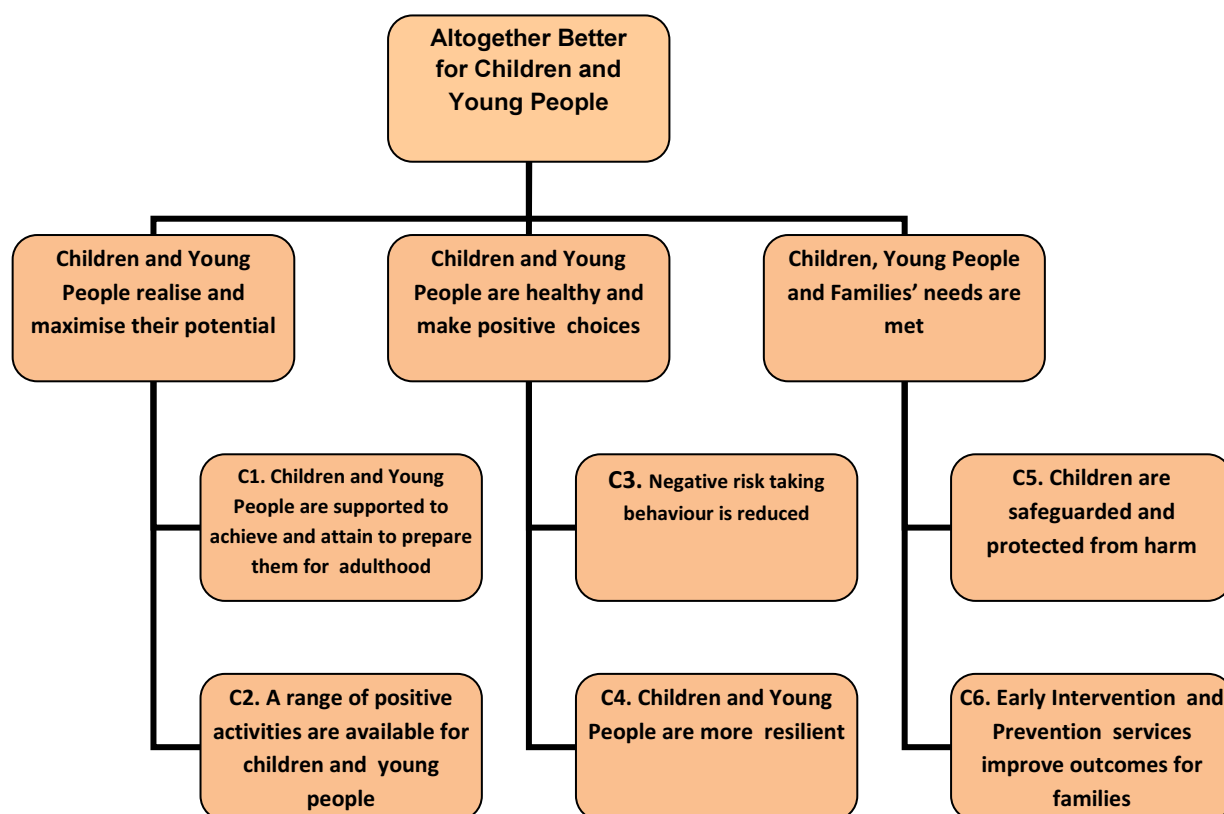 Altogether Better
for Children and
Young People
Children and Young
People realise and
maximise their potential
Children and Young
People are healthy and
make positive choices
Children, Young People
and Families’ needs are
met
C1. Children and Young
People are supported to
achieve and attain to prepare
them for adulthood
C3. Negative risk taking
behaviour is reduced
C5. Children are
safeguarded and
protected from harm
C2. A range of positive
activities are available for
children and young
people
C4. Children and Young
People are more resilient
C6. Early Intervention and
Prevention services
improve outcomes for
families